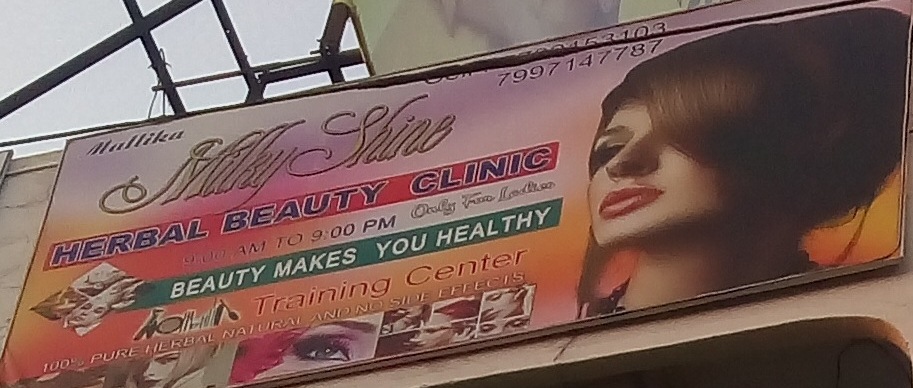 7997147787
Mallika
Milky Shine
HERBAL BEAUTY CLINIC
9:00 AM TO 9:00 PM Only For Ladies
BEAUTY MAKES YOU HEALTHY
Training Center
100% PURE HERBAL NATURAL AND NO SIDE EFFECTS